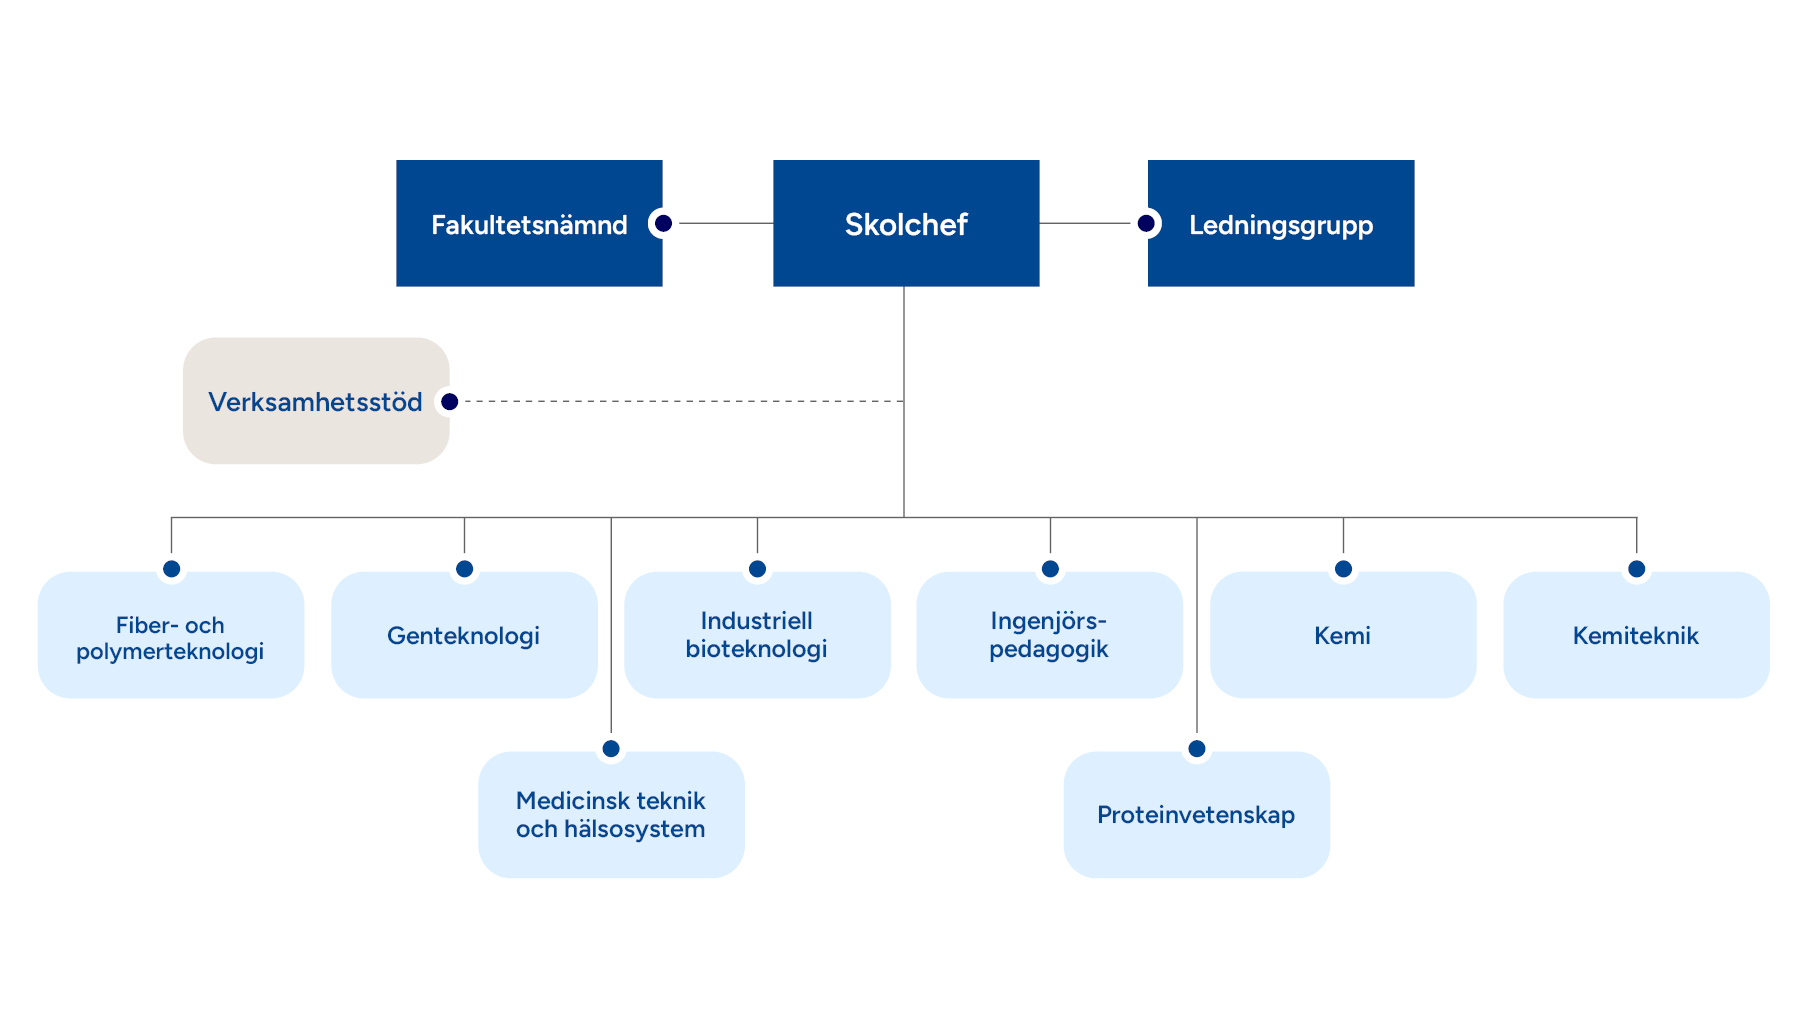 Fakultetsnämnd
Skolchef
Ledningsgrupp
Verksamhetsstöd
Fiber- och
polymerteknologi
Genteknologi
Industriell
bioteknologi
Ingenjörs-
pedagogik
Kemi
Kemiteknik
Medicinsk teknik
och hälsosystem
Proteinvetenskap